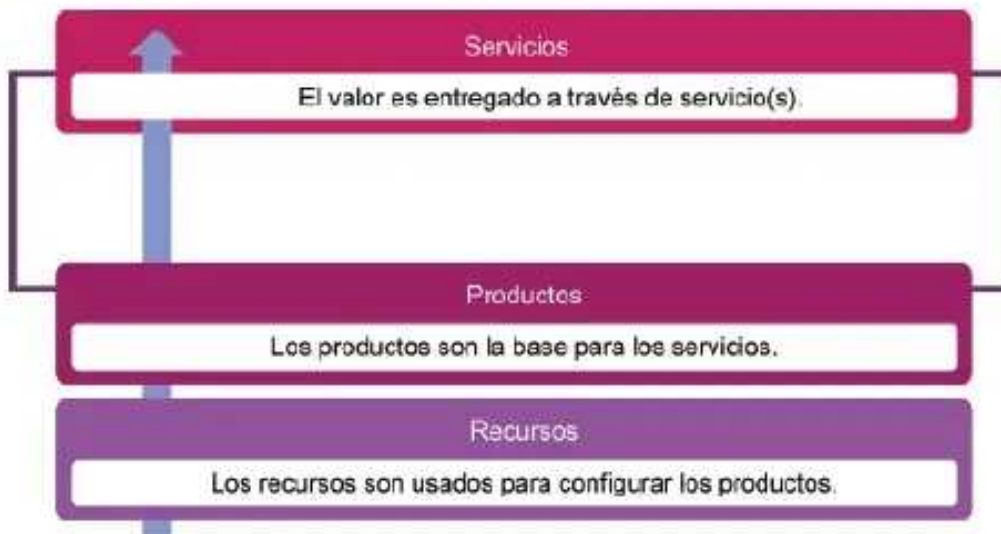 Servicios
El valor es entregado a través de servicio(s).
Productos
Los productos son la base para los servicios.
Recursos
Los recursos son usados para configurar los productos.